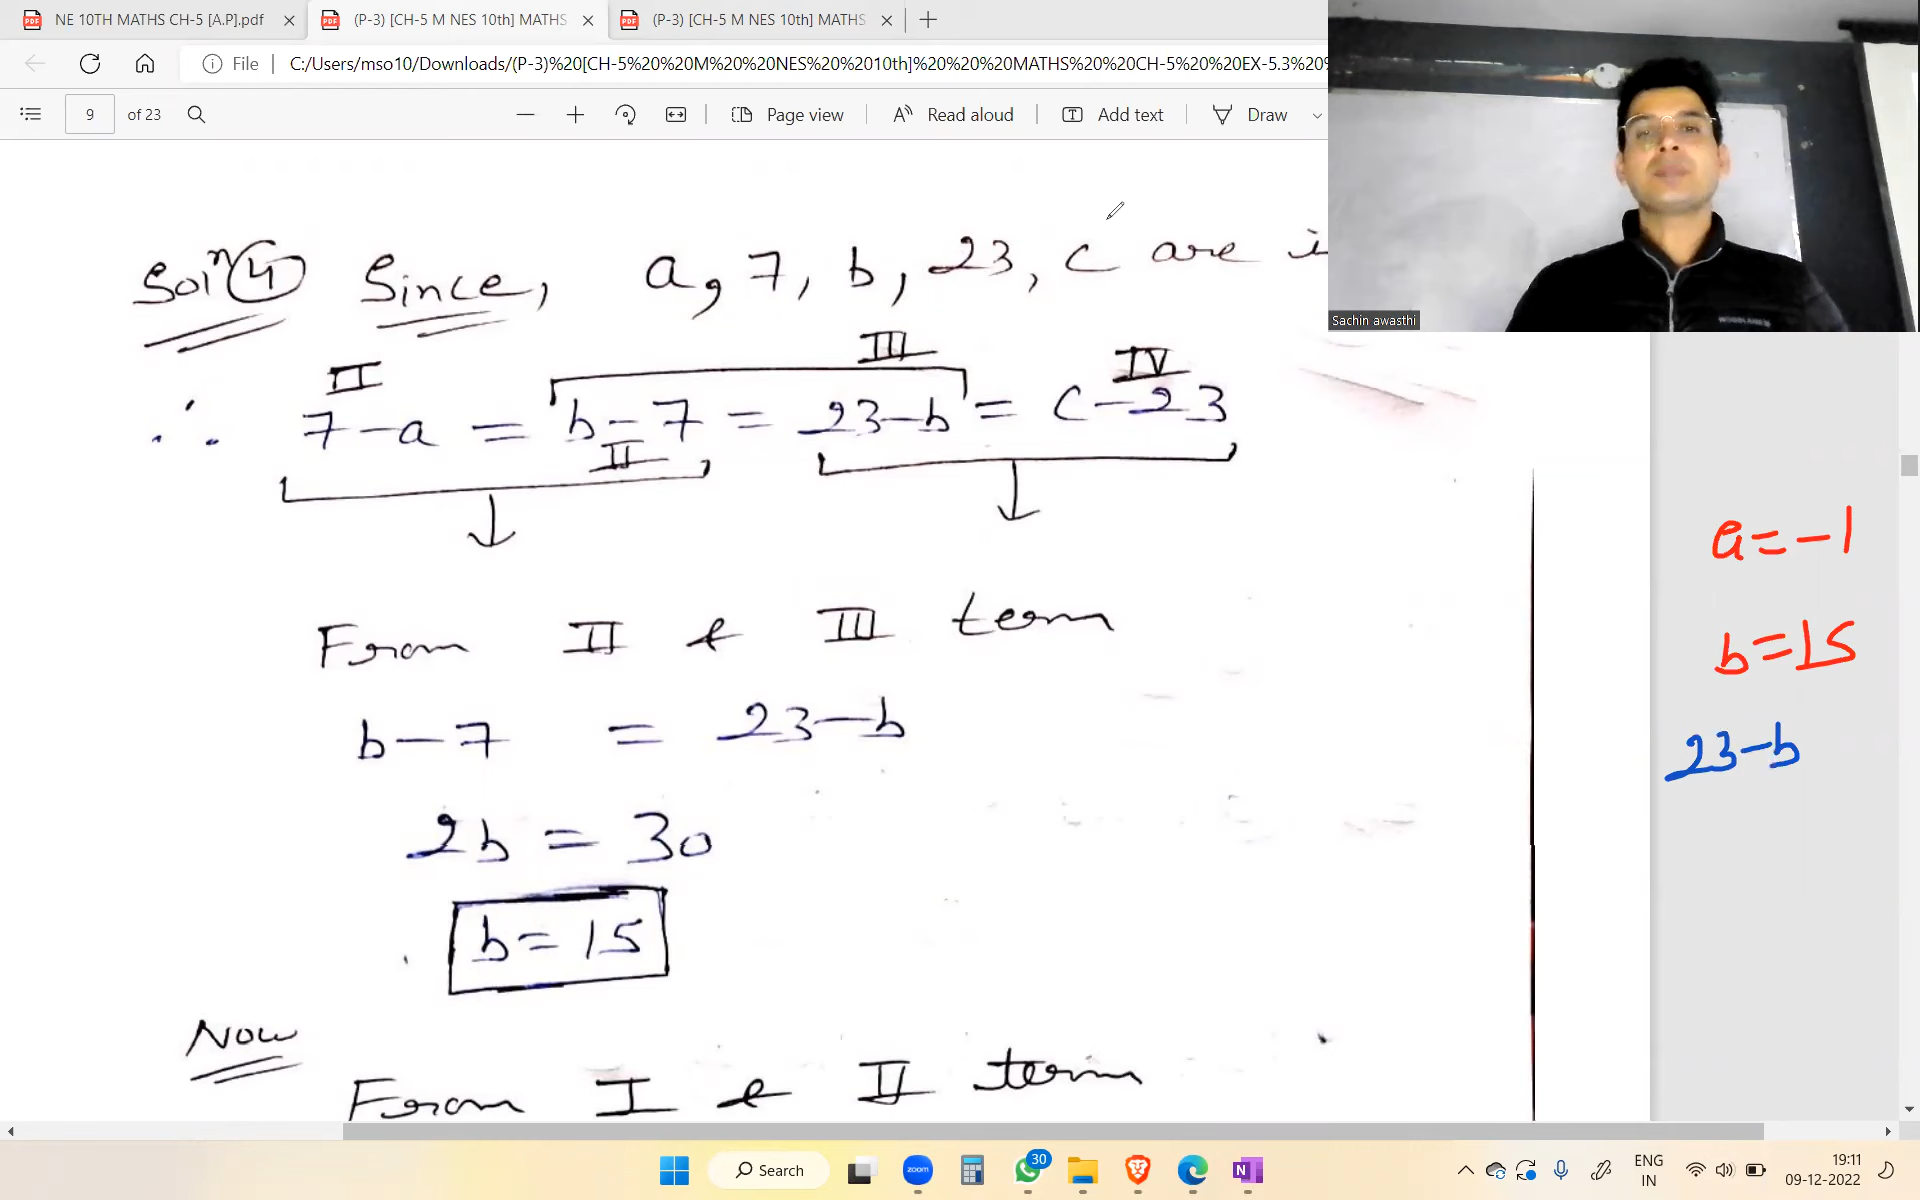 NE 10TH MATHS CH-5 [A.P].pdf
(P-3) [CH-5 M NES 10th] MATHS
(P-3) [CH-5 M NES 10th] MATHS
File C:/Users/mso10/Downloads/(P-3)%20[CH-5%20%20M%20%20NES%20%2010th]%20%20%20MATHS%20%20CH-5%20%20EX-5.3%20%
9 of 23 Page view Read aloud Add text Draw
Sachin awasthi
Solⁿ 4 Since, a, 7, b, 23, c are i
II III IV
∴ 7-a = b-7 = 23-b = c-23
II
From II & III term
b-7 = 23-b
2b = 30
b = 15
Now
From I & II term
a = -1
b = 15
23-b
zoom
Search
30
N
ENG
IN
19:11
09-12-2022